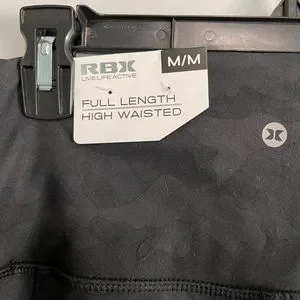 RBX
LIVE LIFE ACTIVE
M/M
FULL LENGTH
HIGH WAISTED